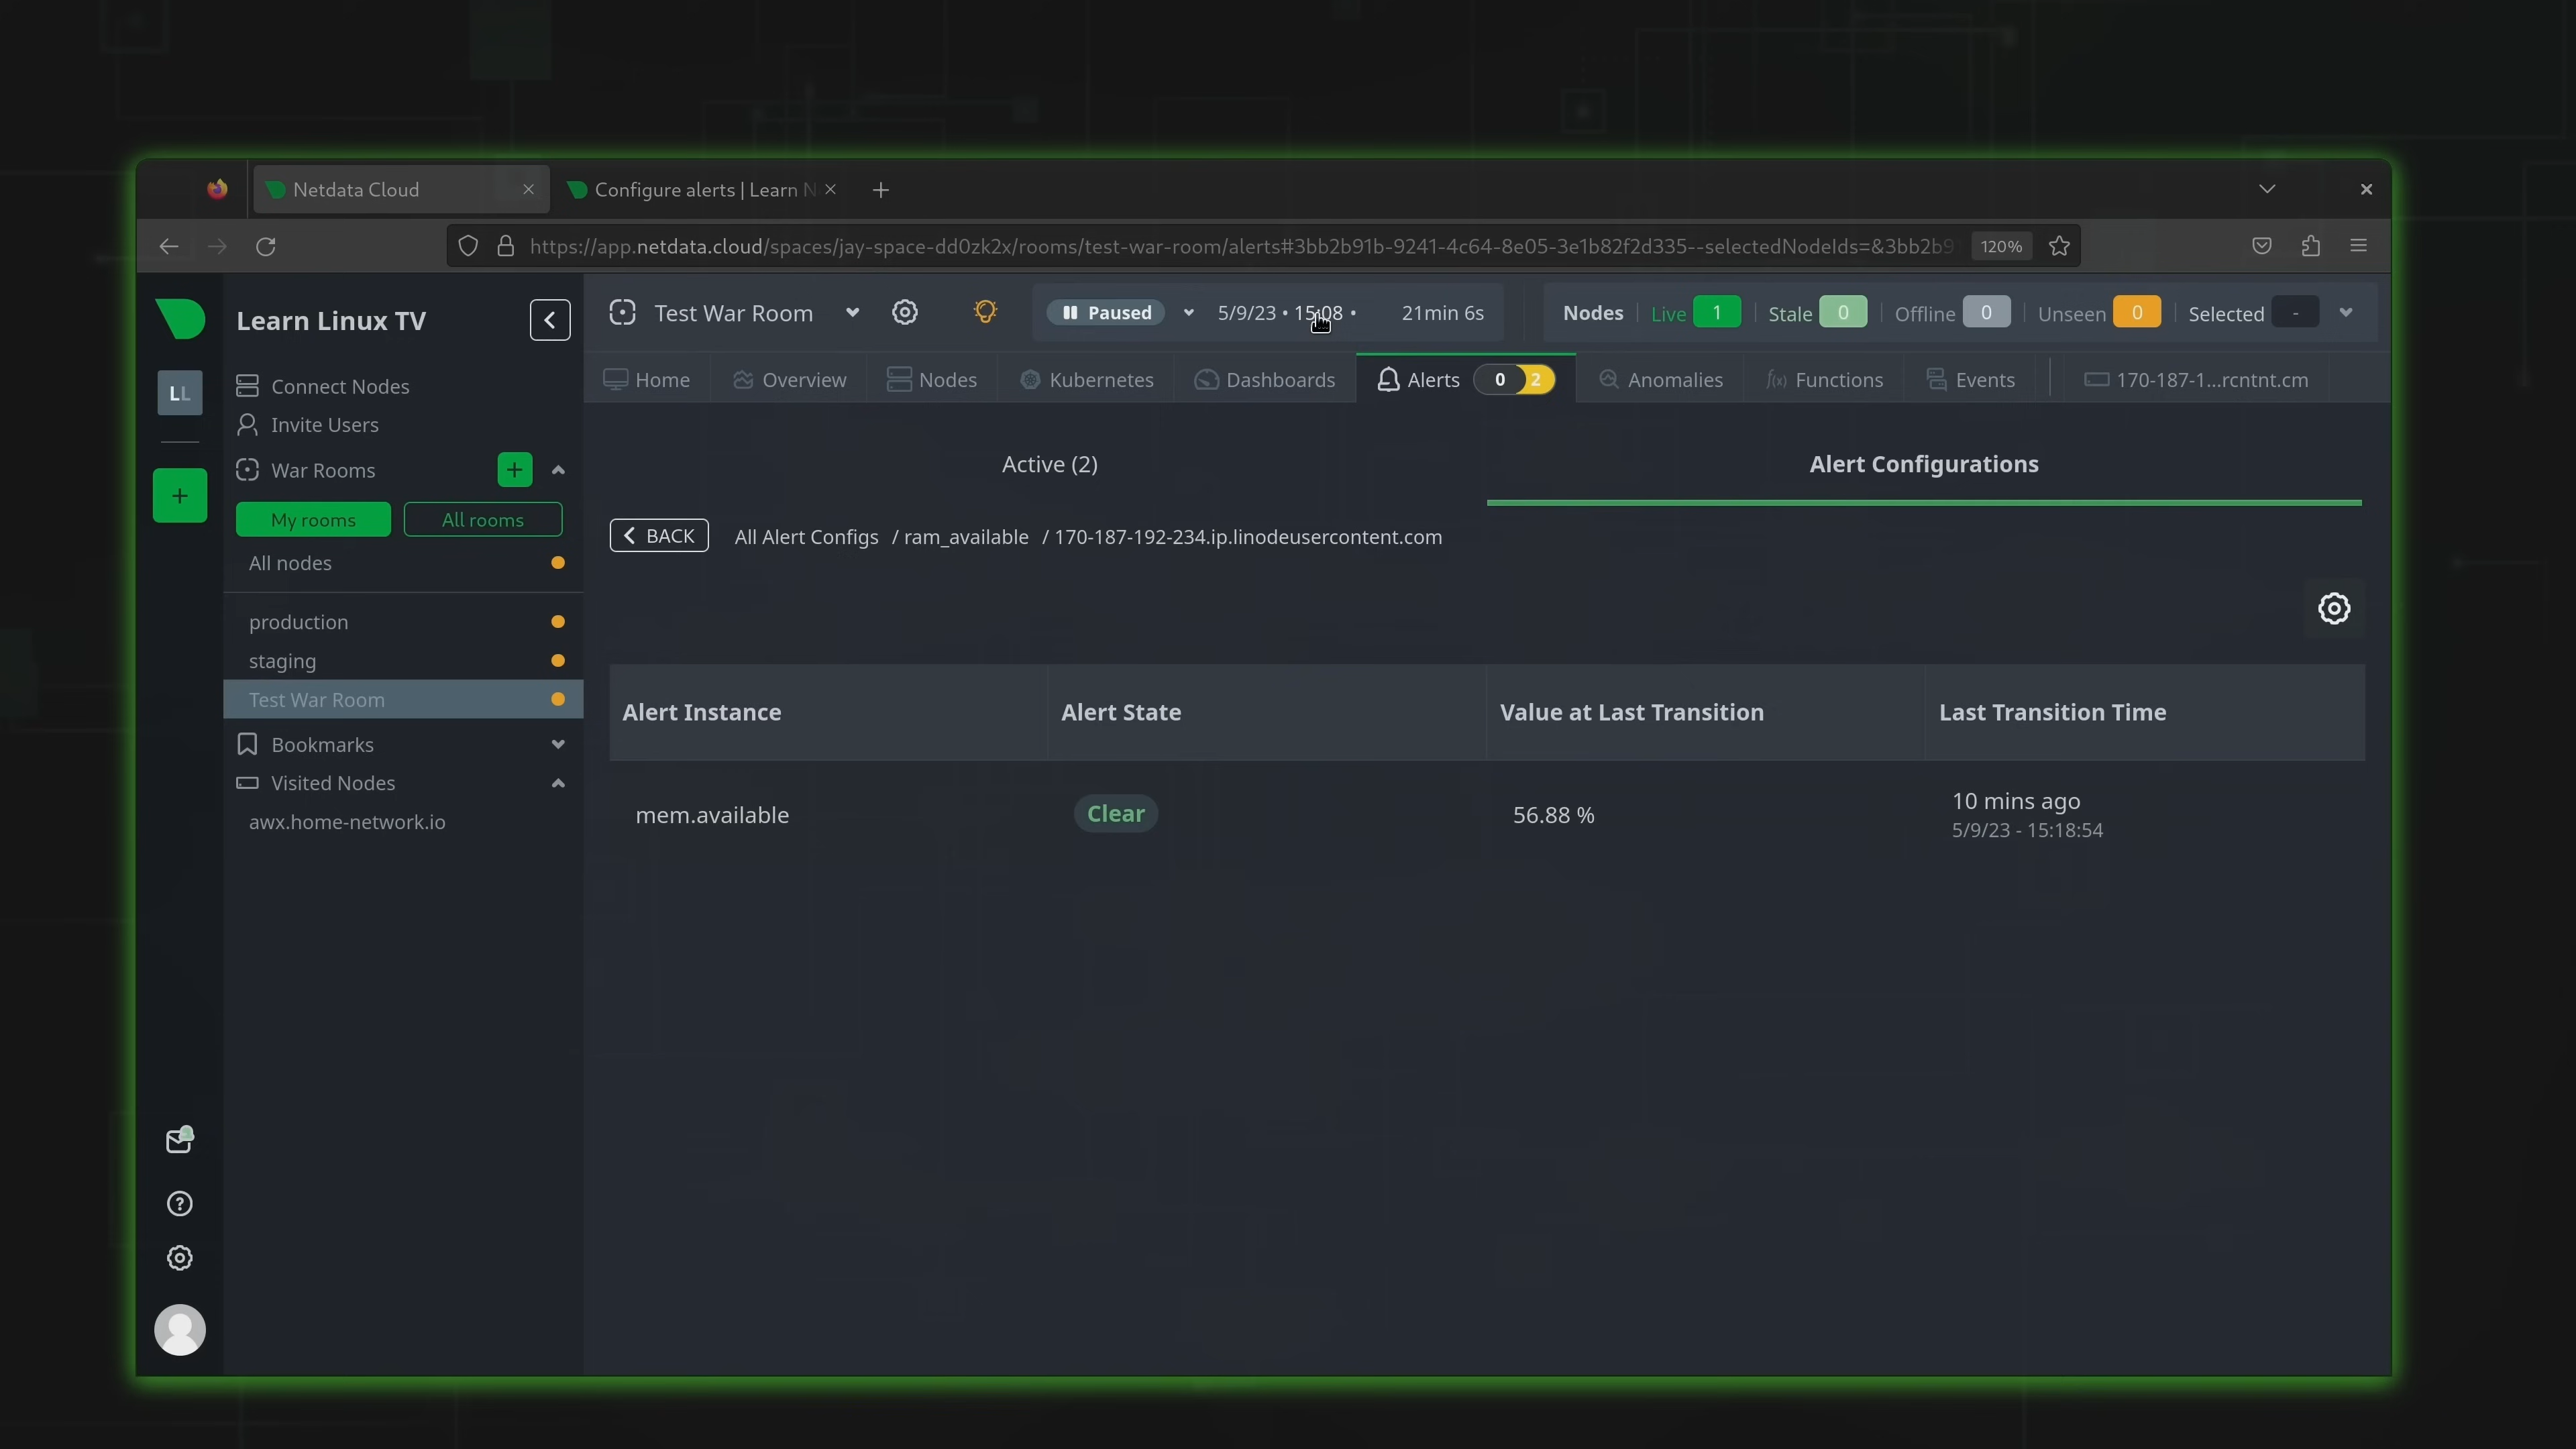 Netdata Cloud
Configure alerts | Learn N
https://app.netdata.cloud/spaces/jay-space-dd0zk2x/rooms/test-war-room/alerts#3bb2b91b-9241-4c64-8e05-3e1b82f2d335--selectedNodeIds=&3bb2b9
120%
Learn Linux TV
LL
Connect Nodes
Invite Users
War Rooms
My rooms
All rooms
All nodes
production
staging
Test War Room
Bookmarks
Visited Nodes
awx.home-network.io
Test War Room
Paused
5/9/23 • 15:08 •
21min 6s
Nodes
Live 1
Stale 0
Offline 0
Unseen 0
Selected -
Home
Overview
Nodes
Kubernetes
Dashboards
Alerts 0 2
Anomalies
f(x) Functions
Events
170-187-1...rcntnt.cm
Active (2)
Alert Configurations
BACK
All Alert Configs / ram_available / 170-187-192-234.ip.linodeusercontent.com
Alert Instance
Alert State
Value at Last Transition
Last Transition Time
mem.available
Clear
56.88 %
10 mins ago
5/9/23 - 15:18:54